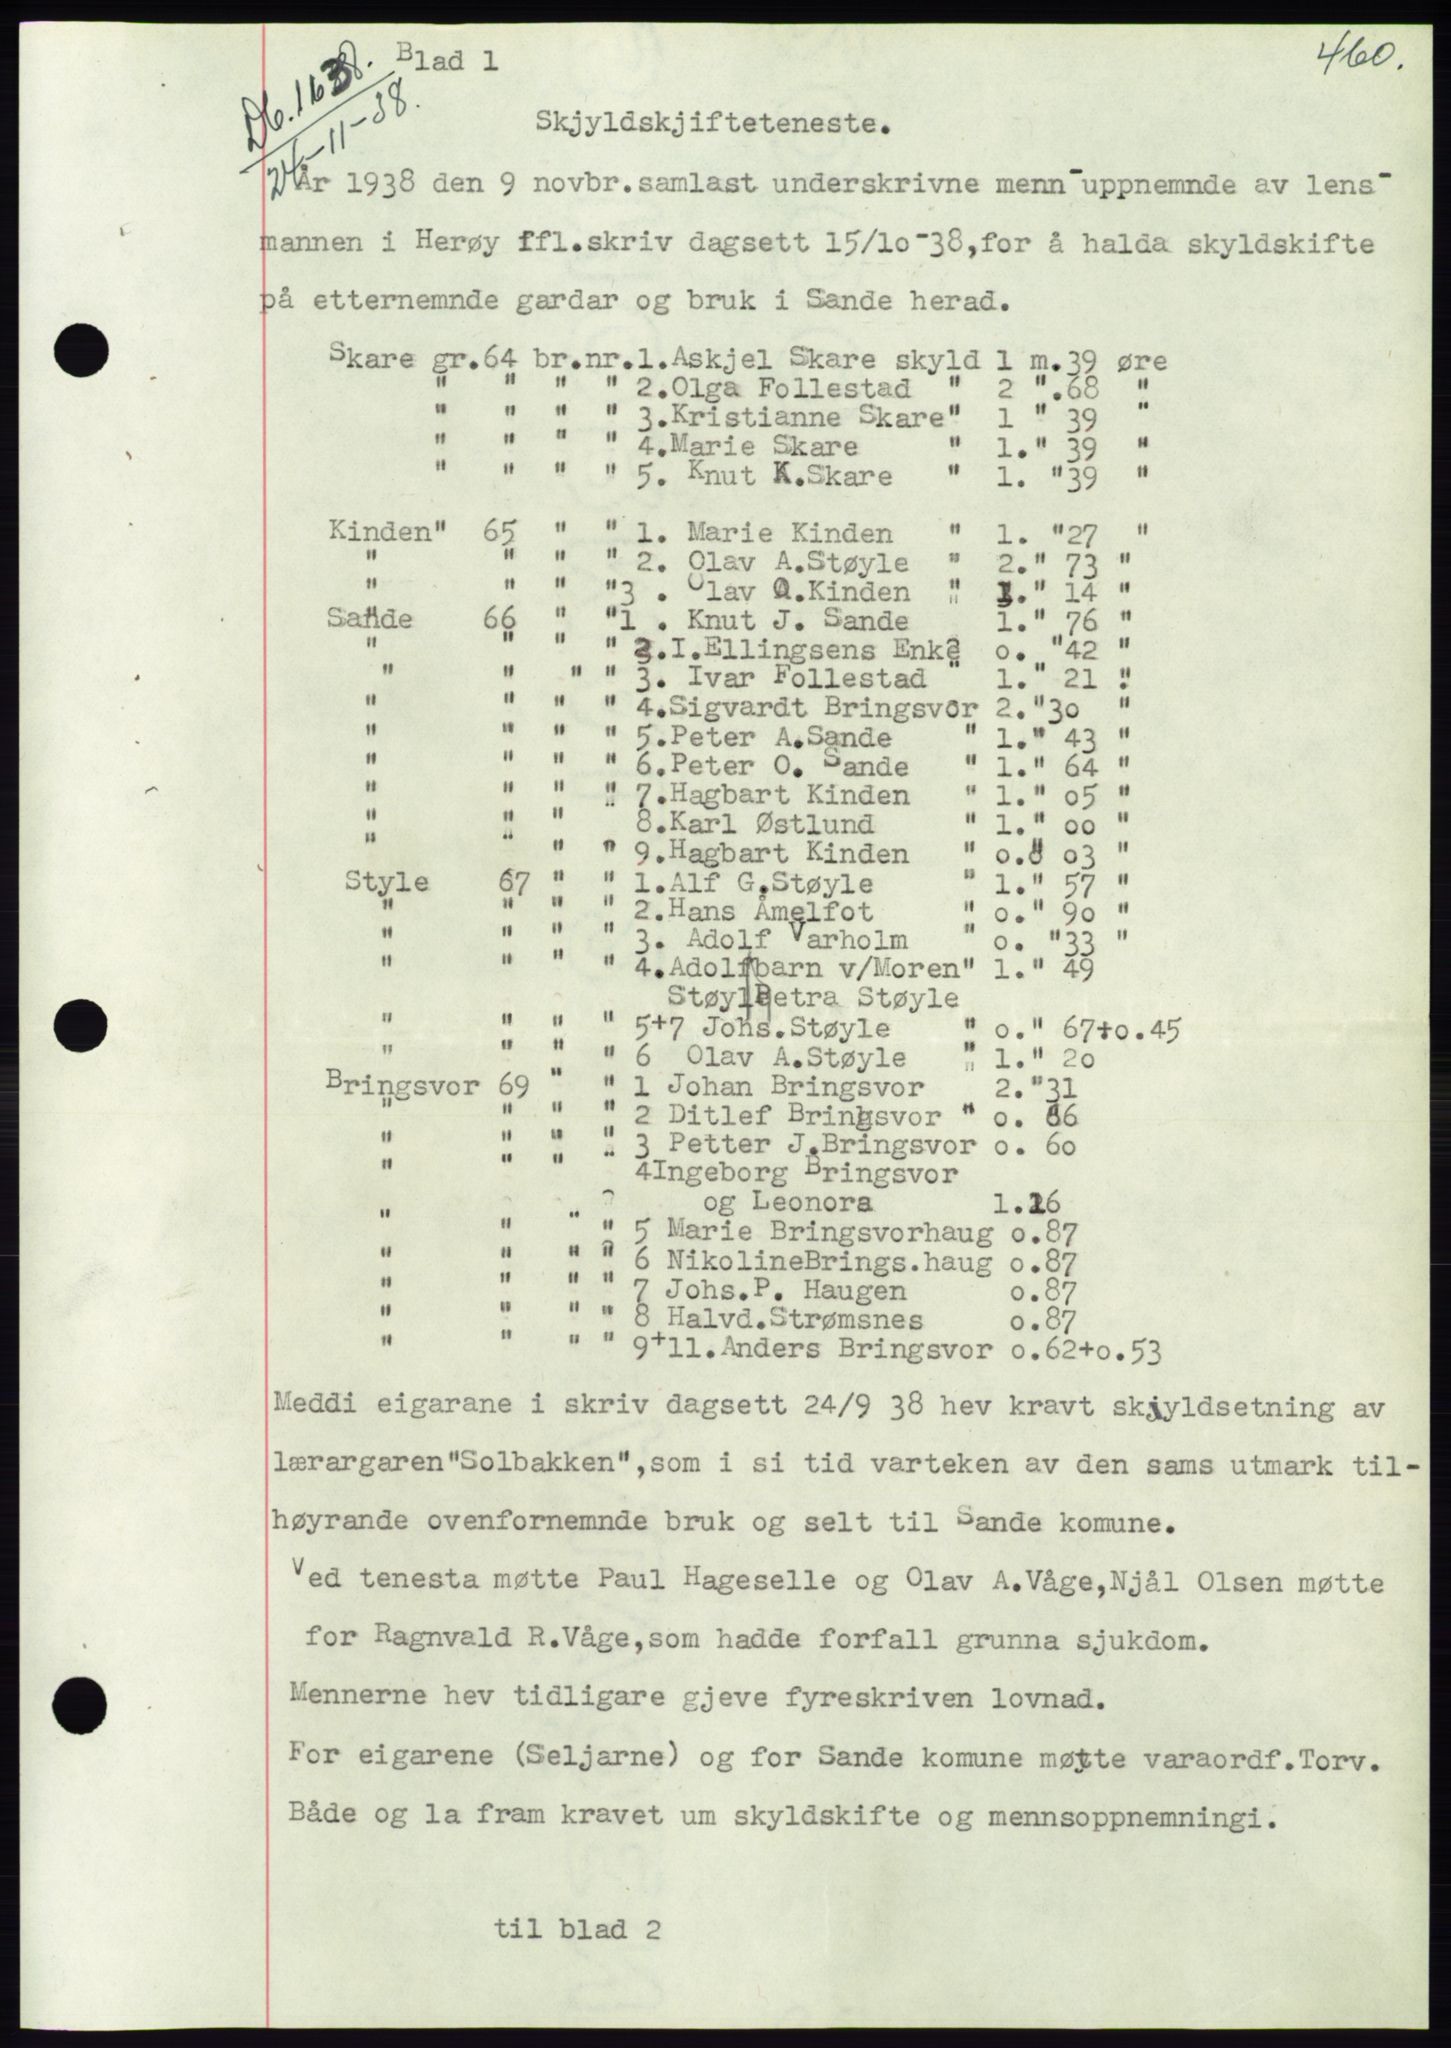 460.
Db. 1638.
24-11-38.
Blad 1
Skjyldskjifteteneste.
År 1938 den 9 novbr.samlast underskrivne menn-uppnemnde av lens-
mannen i Herøy ffl.skriv dagsett 15/10-38,for å halda skyldskifte
på etternemnde gardar og bruk i Sande herad.
Skare gr.64 br.nr.1.Askjel Skare skyld 1 m.39 øre
" " " " 2.Olga Follestad " 2 ".68 "
" " " " 3.Kristianne Skare" 1 " 39 "
" " " " 4.Marie Skare " 1." 39 "
" " " " 5. Knut K.Skare " 1. "39 "
Kinden" 65 " " 1. Marie Kinden " 1. "27 "
" " " " 2. Olav A.Støyle " 2." 73 "
" " " "3 . Olav O.Kinden " 1." 14 "
Sande 66 " "1 . Knut J. Sande " 1." 76 "
" " " " 2.I.Ellingsens Enke " o. "42 "
" " " " 3. Ivar Follestad " 1." 21 "
" " " " 4.Sigvardt Bringsvor 2."30 "
" " " " 5.Peter A.Sande " 1." 43 "
" " " " 6.Peter O. Sande " 1." 64 "
" " " " 7.Hagbart Kinden " 1." 05 "
" " " " 8.Karl Østlund " 1." 00 "
" " " " 9.Hagbart Kinden " o." 03 "
Style 67 " " 1.Alf G.Støyle " 1." 57 "
" " " " 2.Hans Åmelfot " o." 90 "
" " " " 3. Adolf Varholm " o. "33 "
" " " " 4.Adolf barn v/Moren" 1." 49
Støyle Petra Støyle
" " " " 5+7 Johs.Støyle " o." 67+o.45
" " " " 6 Olav A.Støyle " 1." 20
Bringsvor 69 " " 1 Johan Bringsvor 2."31
" " " " 2 Ditlef Bringsvor " o. 86
" " " " 3 Petter J.Bringsvor o. 60
" " " " 4Ingeborg Bringsvor
og Leonora 1.26
" " " " 5 Marie Bringsvorhaug o.87
" " " " 6 NikolineBrings.haug o.87
" " " " 7 Johs.P. Haugen o.87
" " " " 8 Halvd.Strømsnes o.87
" " " " 9+11.Anders Bringsvor o.62+o.53
Meddi eigarane i skriv dagsett 24/9 38 hev kravt skjyldsetning av
lærargaren"Solbakken",som i si tid varteken av den sams utmark til-
høyrande ovenfornemnde bruk og selt til Sande komune.
Ved tenesta møtte Paul Hageselle og Olav A.Våge,Njål Olsen møtte
for Ragnvald R.Våge,som hadde forfall grunna sjukdom.
Mennerne hev tidligare gjeve fyreskriven lovnad.
For eigarene (Seljarne) og for Sande komune møtte varaordf.Torv.
Både og la fram kravet um skyldskifte og mennsoppnemningi.
til blad 2